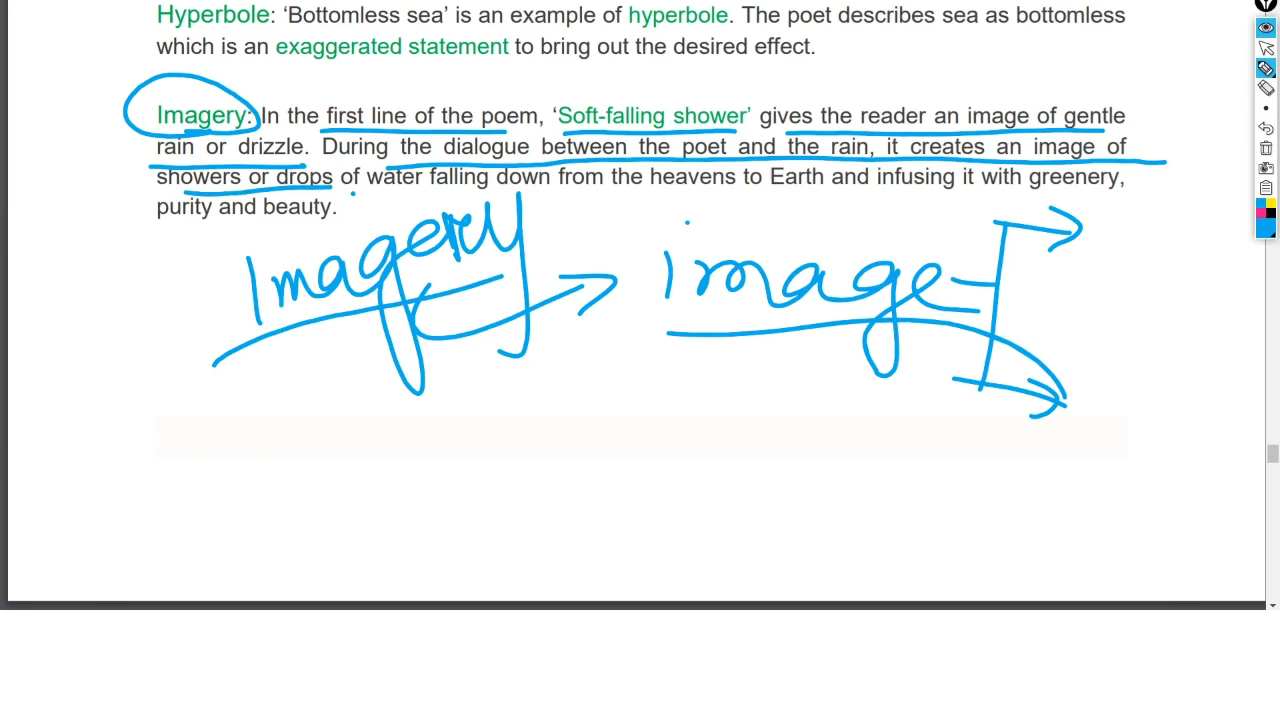 Hyperbole: ‘Bottomless sea’ is an example of hyperbole. The poet describes sea as bottomless
which is an exaggerated statement to bring out the desired effect.
Imagery: In the first line of the poem, ‘Soft-falling shower’ gives the reader an image of gentle
rain or drizzle. During the dialogue between the poet and the rain, it creates an image of
showers or drops of water falling down from the heavens to Earth and infusing it with greenery,
purity and beauty.
Imagery → image